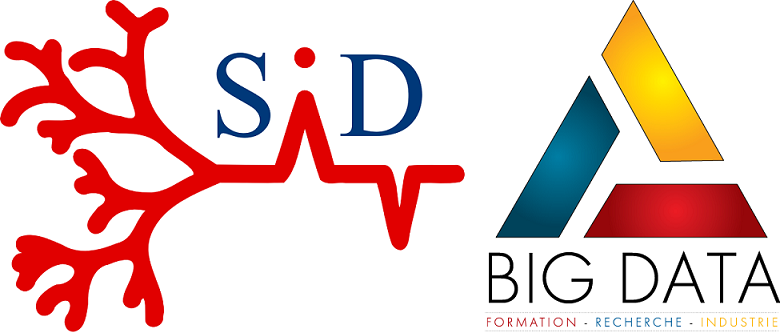 SiD
BIG DATA
FORMATION - RECHERCHE - INDUSTRIE